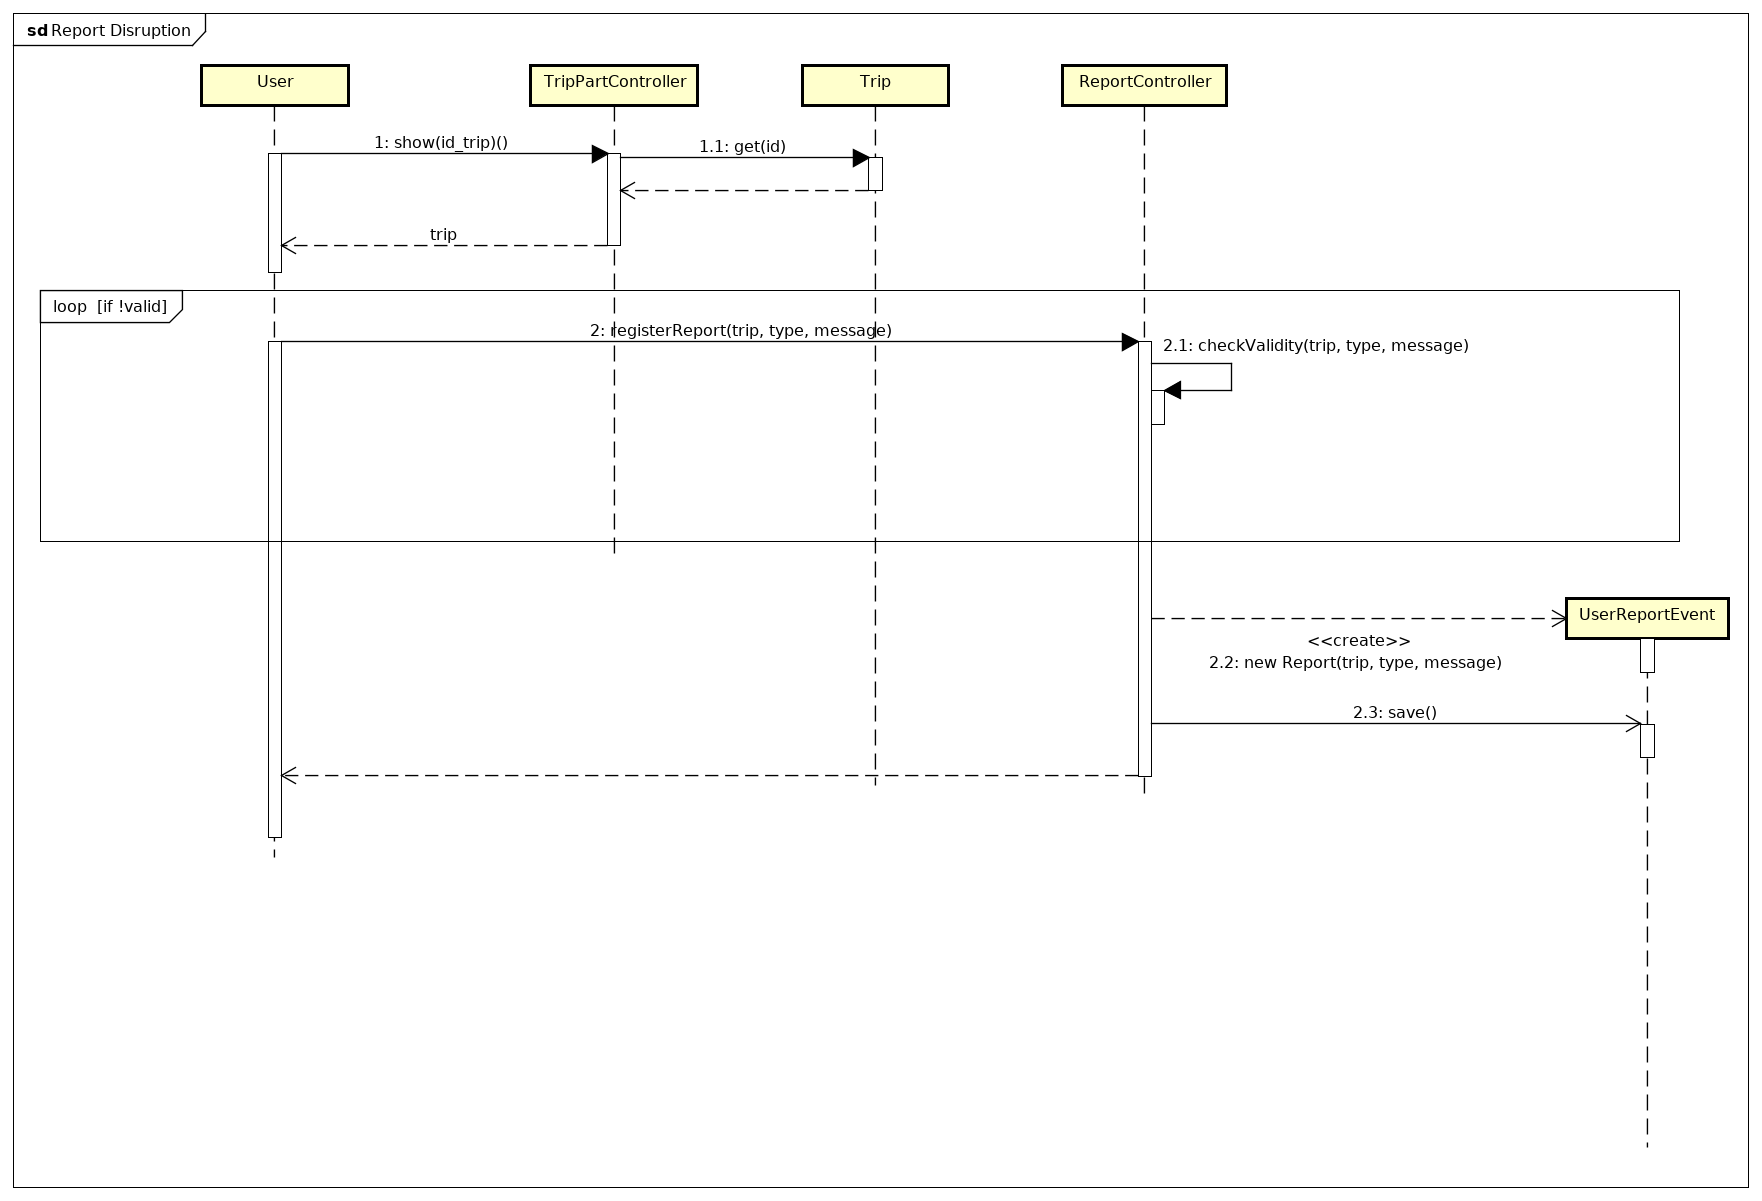 sd Report Disruption
User
TripPartController
Trip
ReportController
1: show(id_trip)()
1.1: get(id)
trip
loop [if !valid]
2: registerReport(trip, type, message)
2.1: checkValidity(trip, type, message)
UserReportEvent
<<create>>
2.2: new Report(trip, type, message)
2.3: save()